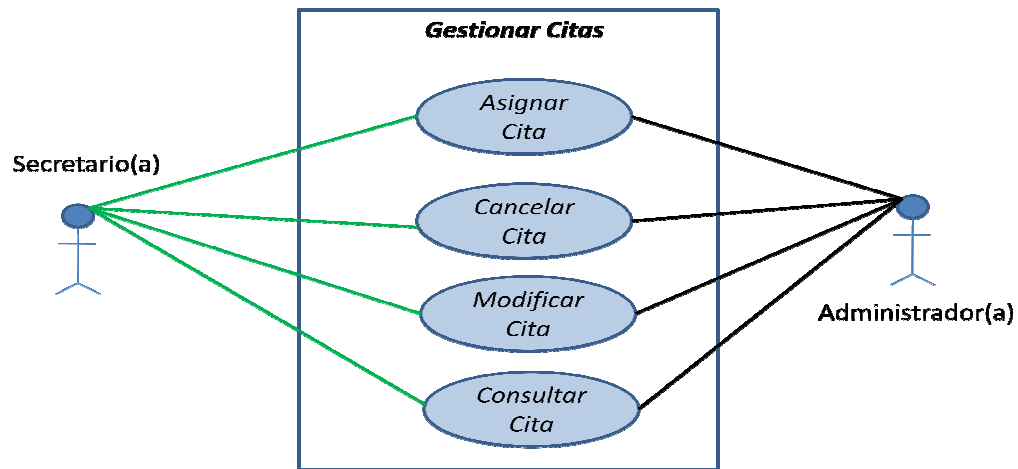 Gestionar Citas
Asignar
Cita
Secretario(a)
Cancelar
Cita
Modificar
Cita
Administrador(a)
Consultar
Cita